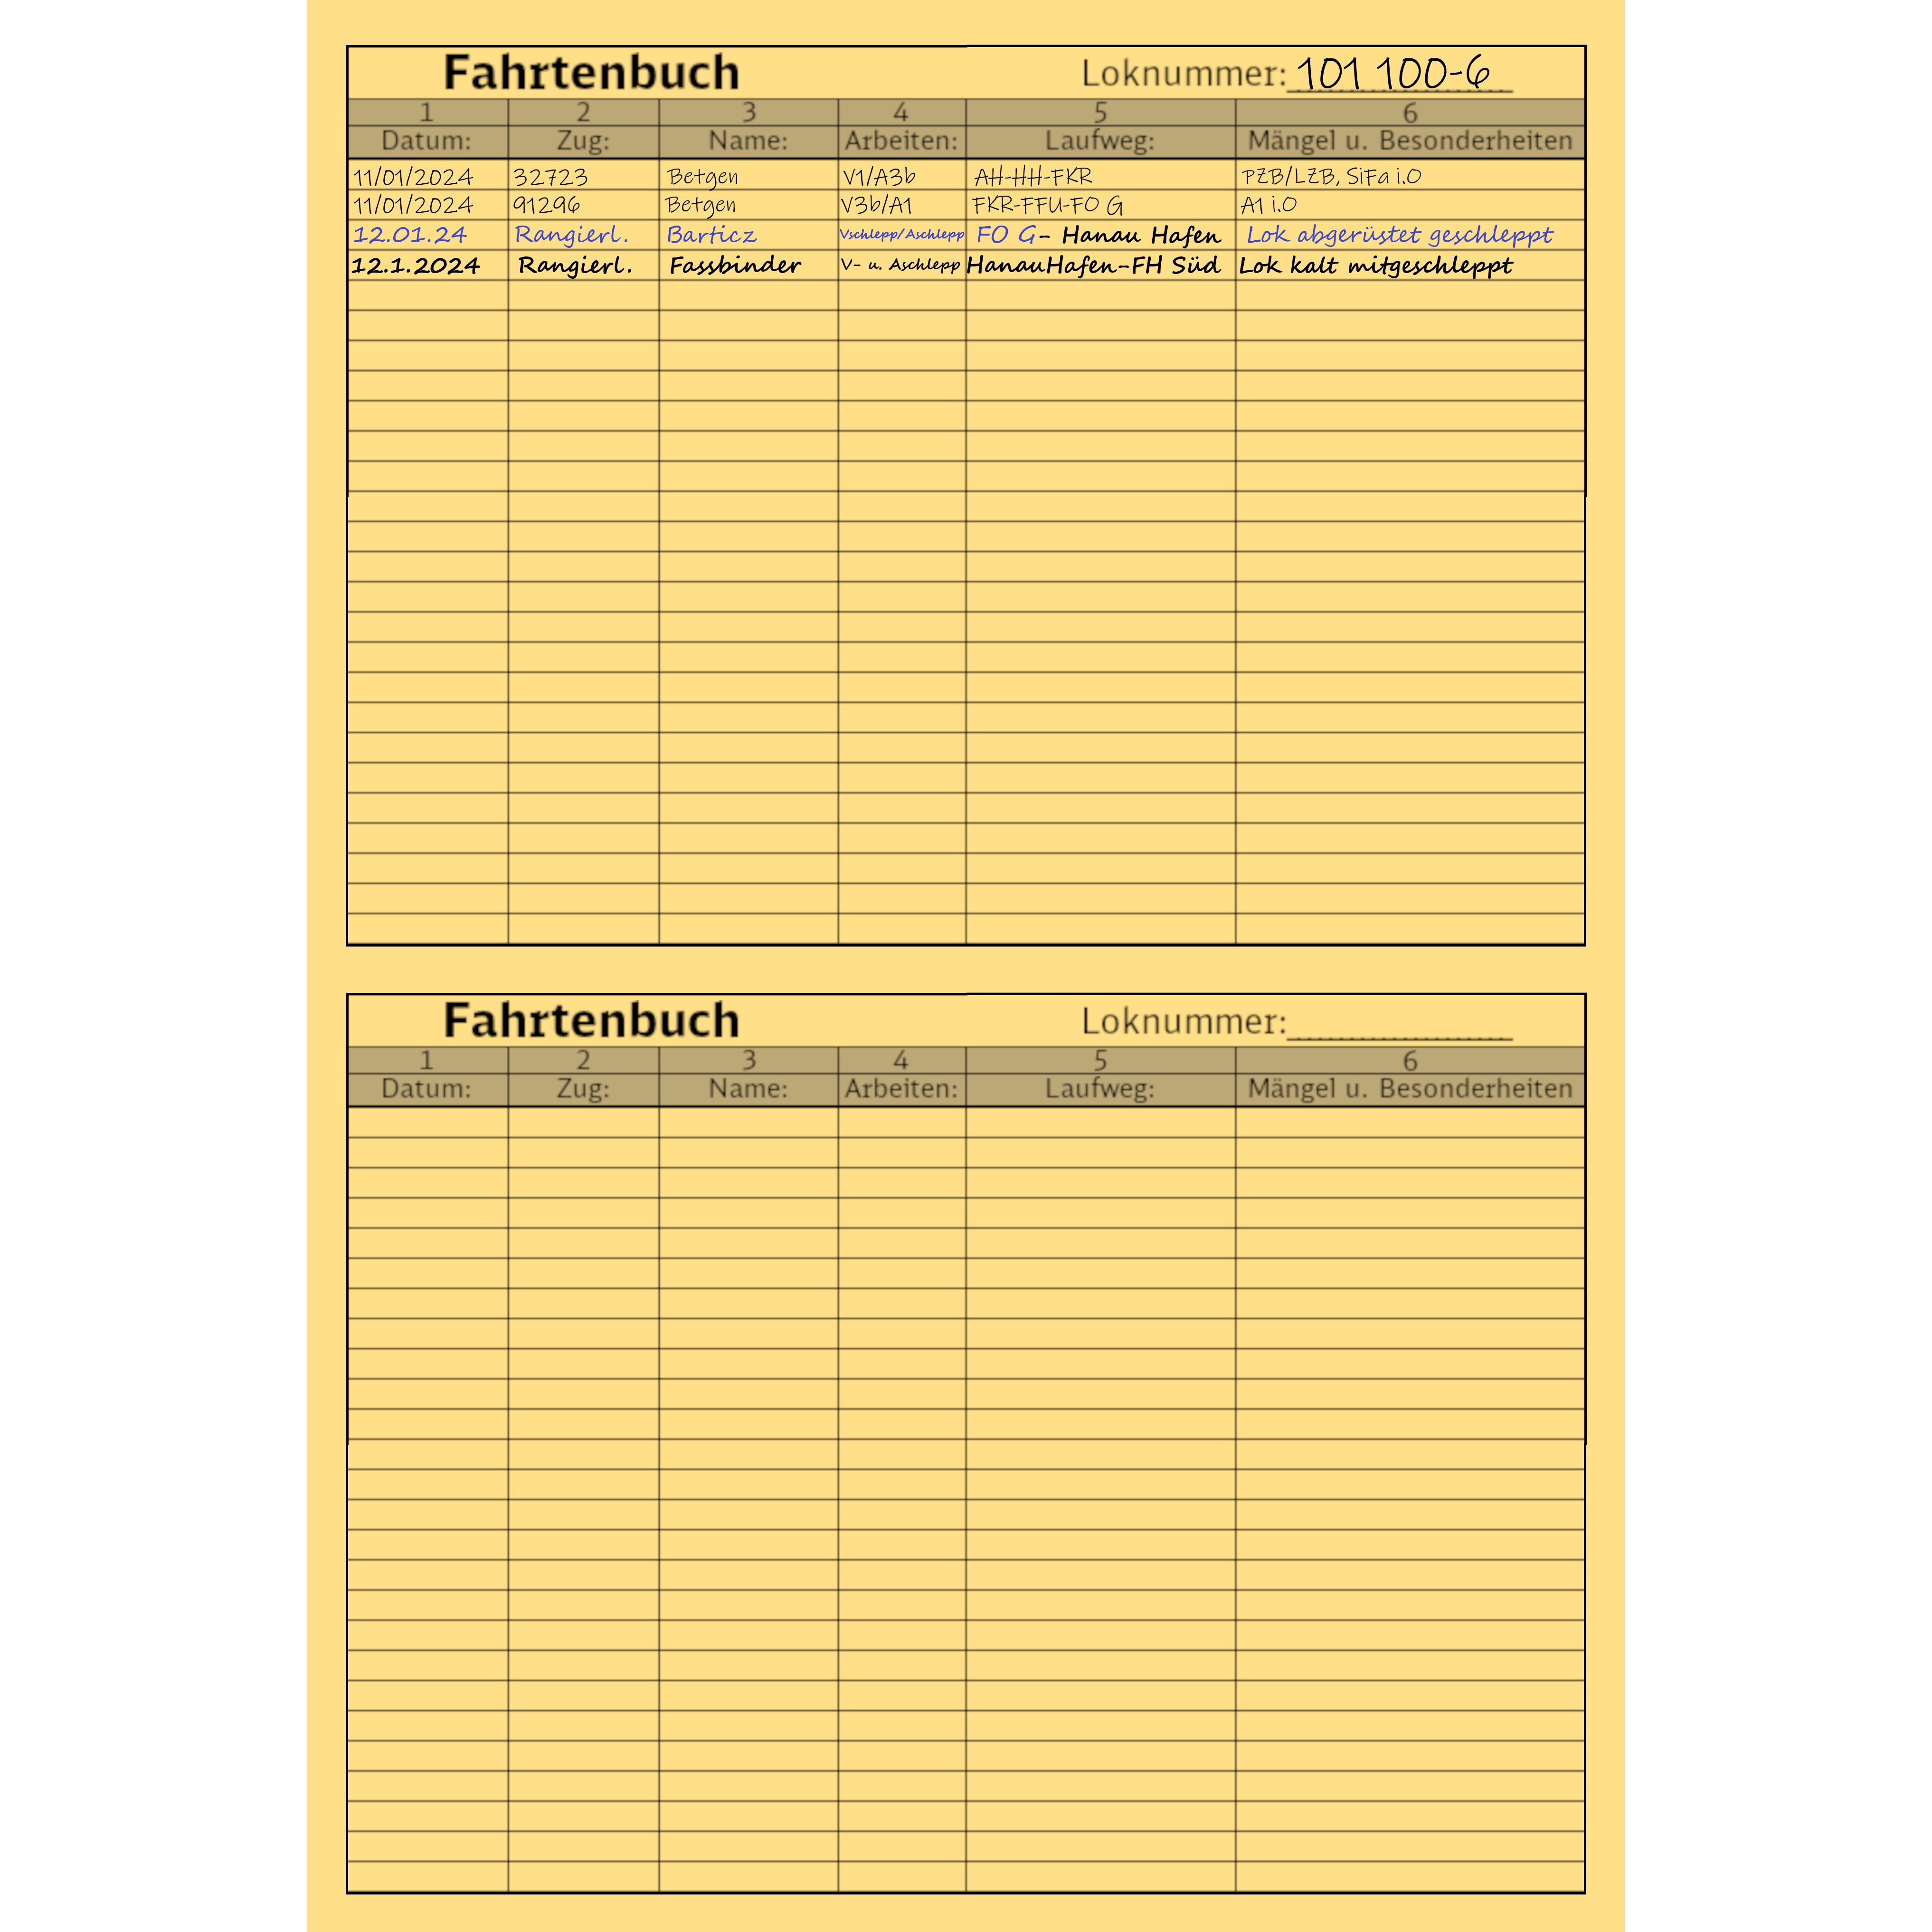 Fahrtenbuch Loknummer: 101 100-6
1 2 3 4 5 6
Datum: Zug: Name: Arbeiten: Laufweg: Mängel u. Besonderheiten
11/01/2024 32723 Betgen V1/A3b AH-HH-FKR PZB/LZB, SiFa i.O
11/01/2024 91296 Betgen V3b/A1 FKR-FFU-FO G A1 i.O
12.01.24 Rangierl. Barticz Vschlepp/Aschlepp FO G- Hanau Hafen Lok abgerüstet geschleppt
12.1.2024 Rangierl. Fassbinder V- u. Aschlepp HanauHafen-FH Süd Lok kalt mitgeschleppt
Fahrtenbuch Loknummer:
1 2 3 4 5 6
Datum: Zug: Name: Arbeiten: Laufweg: Mängel u. Besonderheiten